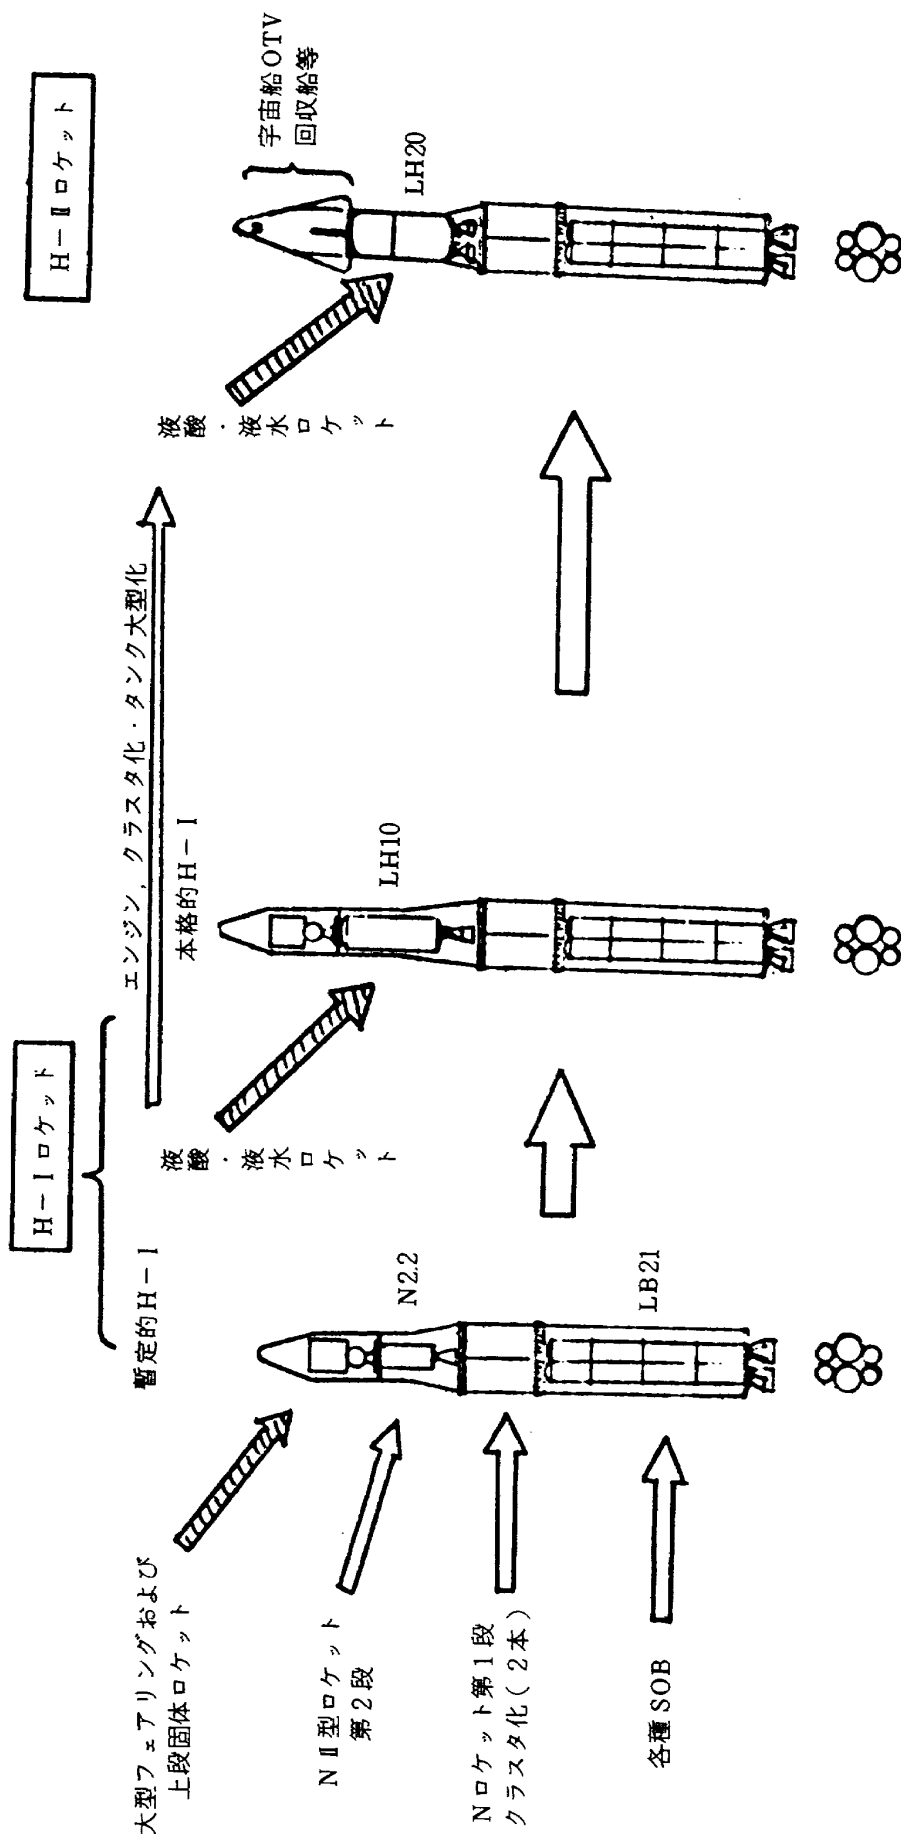 H－Ⅰロケット
H－Ⅱロケット
エンジン，クラスタ化・タンク大型化
暫定的H－Ⅰ
本格的H－Ⅰ
大型フェアリングおよび
上段固体ロケット
液酸・液水ロケット
液酸・液水ロケット
宇宙船OTV
回収船等
NⅡ型ロケット
第2段
N2.2
LH10
LH20
Nロケット第1段
クラスタ化（2本）
各種SOB
LB21